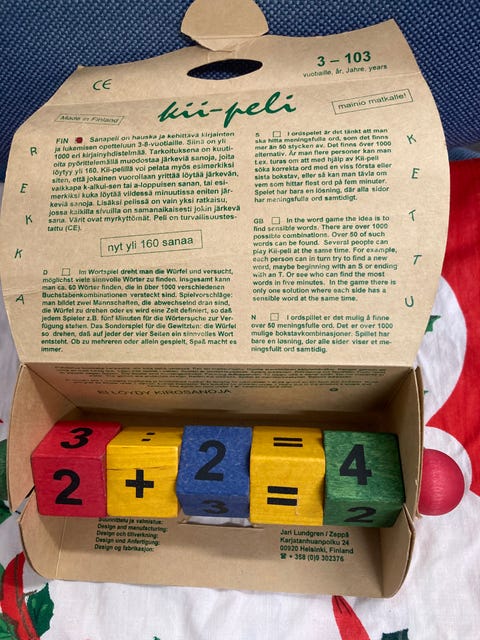 3 – 103
vuotiaille, år, Jahre, years
CE
kii-peli
Made in Finland
mainio matkalle!
R E K K A
K E T T U
FIN Sanapeli on hauska ja kehittävä kirjainten
ja lukemisen opetteluun 3-8-vuotiaille. Siinä on yli
1000 eri kirjainyhdistelmää. Tarkoituksena on kuuti-
oita pyörittelemällä muodostaa järkeviä sanoja, joita
löytyy yli 160. Kii-peliä voi pelata myös esimerkiksi
siten, että jokainen vuorollaan yrittää löytää järkevän,
vaikkapa k-alkui-sen tai a-loppuisen sanan, tai esi-
merkiksi kuka löytää viidessä minuutissa eniten jär-
keviä sanoja. Lisäksi pelissä on vain yksi ratkaisu,
jossa kaikilla sivuilla on samanaikaisesti jokin järkevä
sana. Värit ovat myrkyttömät. Peli on turvallisuustes-
tattu (CE).
nyt yli 160 sanaa
D Im Wortspiel dreht man die Würfel und versucht,
möglichst viele sinnvolle Wörter zu finden. Insgesamt kann
man ca. 60 Wörter finden, die in über 1000 verschiedenen
Buchstabenkombinationen versteckt sind. Spielvorschläge:
man bildet zwei Mannschaften, die abwechselnd dran sind,
die Würfel zu drehen oder es wird eine Zeit definiert, so daß
jedem Spieler z.B. fünf Minuten für die Wörtersuche zur Ver-
fügung stehen. Das Sondorspiel für die Gewitzten: die Würfel
so drehen, daß auf jeder der vier Seiten ein sinnvolles Wort
entsteht. Ob zu mehreren oder allein gespielt, Spaß macht es
immer.
S I ordspelet är det tänkt att man
ska hitta meningsfulla ord, som det finns
mer än 50 stycken av. Det finns över 1000
alternativ. Är man flere personer kan man
t.ex. turas om att med hjälp av Kii-peli
söka korrekta ord med en viss första eller
sista bokstav, eller så kan man tävla om
vem som hittar flest ord på fem minuter.
Spelet har bara en lösning, där alla sidor
har meningsfulla ord samtidigt.
GB In the word game the idea is to
find sensible words. There are over 1000
possible combinations. Over 50 of such
words can be found. Several people can
play Kii-peli at the same time. For example,
each person can in turn try to find a new
word, maybe beginning with an S or ending
with an T. Or see who can find the most
words in five minutes. In the game there is
only one solution where each side has a
sensible word at the same time.
N I ordspillet er det mulig å finne
over 50 meningsfulle ord. Det er over 1000
mulige bokstavkombinasjoner. Spillet har
bare en løsning, der alle sider viser et me-
ningsfullt ord samtidig.
EI LÖYDY KIROSANOJA
3 : 2 = 4
2 + 3 = 2
Suunnittelu ja valmistus:
Design and manufacturing:
Design och tillverkning:
Design und Anfertigung:
Design og fabrikasjon:
Jari Lundgren / Zeppä
Karjatanhuanpolku 24
00920 Helsinki, Finland
☎ + 358 (0)9 302376